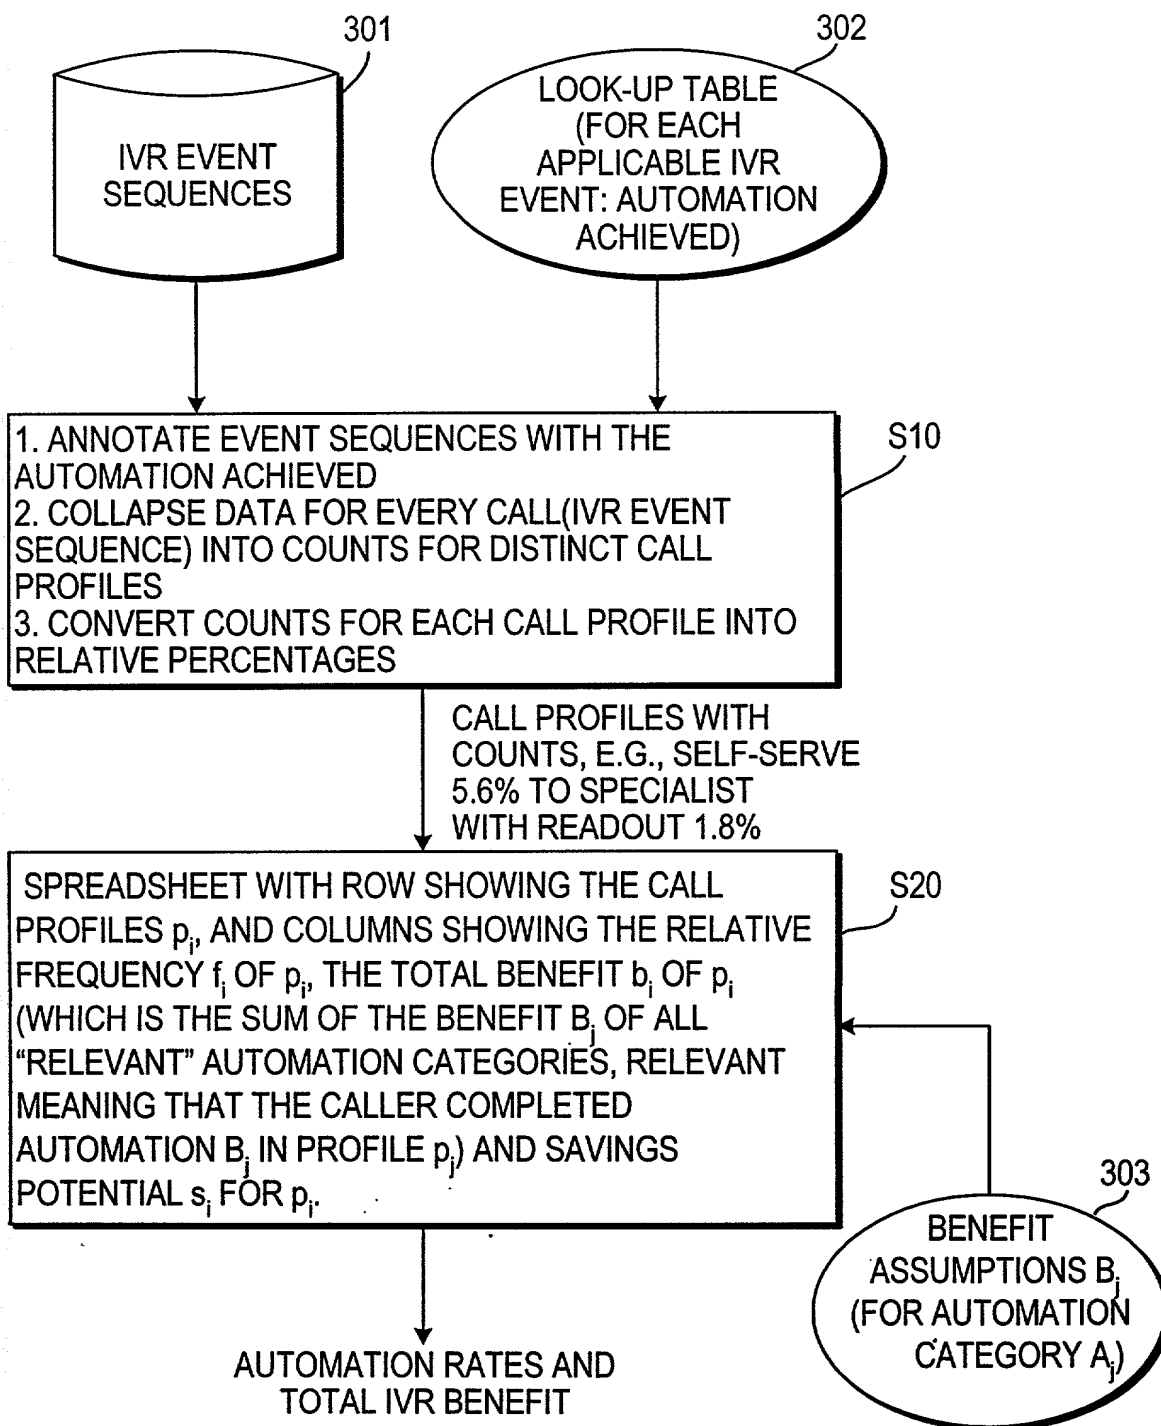 301
IVR EVENT
SEQUENCES
302
LOOK-UP TABLE
(FOR EACH
APPLICABLE IVR
EVENT: AUTOMATION
ACHIEVED)
1. ANNOTATE EVENT SEQUENCES WITH THE
AUTOMATION ACHIEVED
2. COLLAPSE DATA FOR EVERY CALL(IVR EVENT
SEQUENCE) INTO COUNTS FOR DISTINCT CALL
PROFILES
3. CONVERT COUNTS FOR EACH CALL PROFILE INTO
RELATIVE PERCENTAGES
S10
CALL PROFILES WITH
COUNTS, E.G., SELF-SERVE
5.6% TO SPECIALIST
WITH READOUT 1.8%
SPREADSHEET WITH ROW SHOWING THE CALL
PROFILES pᵢ, AND COLUMNS SHOWING THE RELATIVE
FREQUENCY fᵢ OF pᵢ, THE TOTAL BENEFIT bᵢ OF pᵢ
(WHICH IS THE SUM OF THE BENEFIT Bⱼ OF ALL
“RELEVANT” AUTOMATION CATEGORIES, RELEVANT
MEANING THAT THE CALLER COMPLETED
AUTOMATION Bⱼ IN PROFILE pⱼ) AND SAVINGS
POTENTIAL sᵢ FOR pᵢ.
S20
303
BENEFIT
ASSUMPTIONS Bⱼ
(FOR AUTOMATION
CATEGORY Aⱼ)
AUTOMATION RATES AND
TOTAL IVR BENEFIT